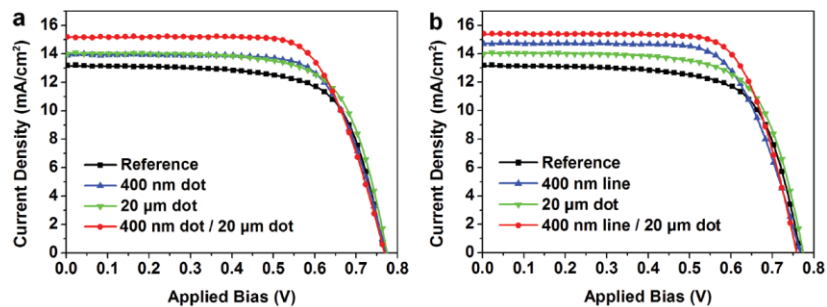 a
16
14
12
10
8
6
4
2
0
Current Density (mA/cm²)
Reference
400 nm dot
20 μm dot
400 nm dot / 20 μm dot
0.0 0.1 0.2 0.3 0.4 0.5 0.6 0.7 0.8
Applied Bias (V)
b
16
14
12
10
8
6
4
2
0
Current Density (mA/cm²)
Reference
400 nm line
20 μm dot
400 nm line / 20 μm dot
0.0 0.1 0.2 0.3 0.4 0.5 0.6 0.7 0.8
Applied Bias (V)